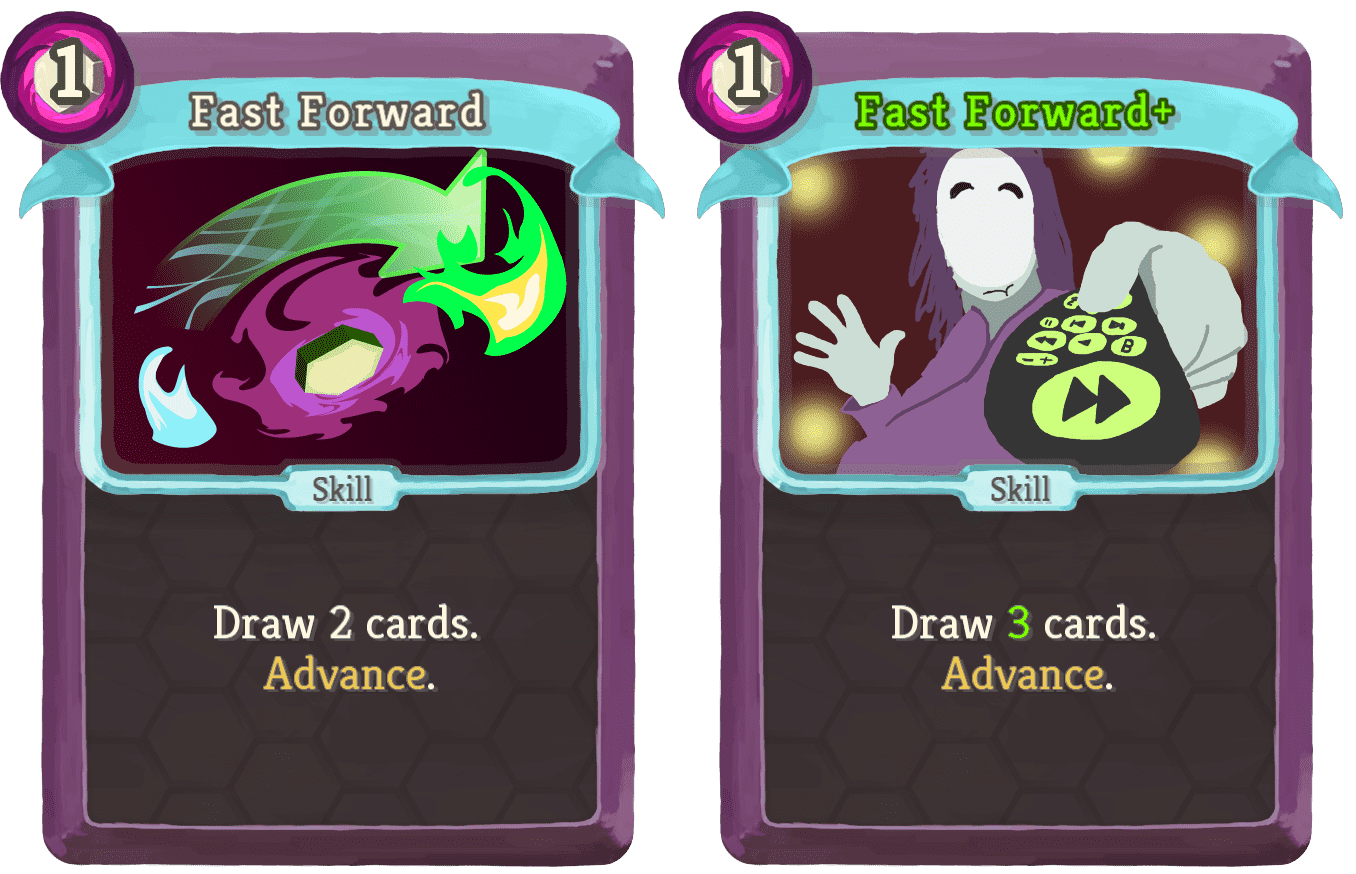 1
Fast Forward
Skill
Draw 2 cards.
Advance.
1
Fast Forward+
B
- +
Skill
Draw 3 cards.
Advance.